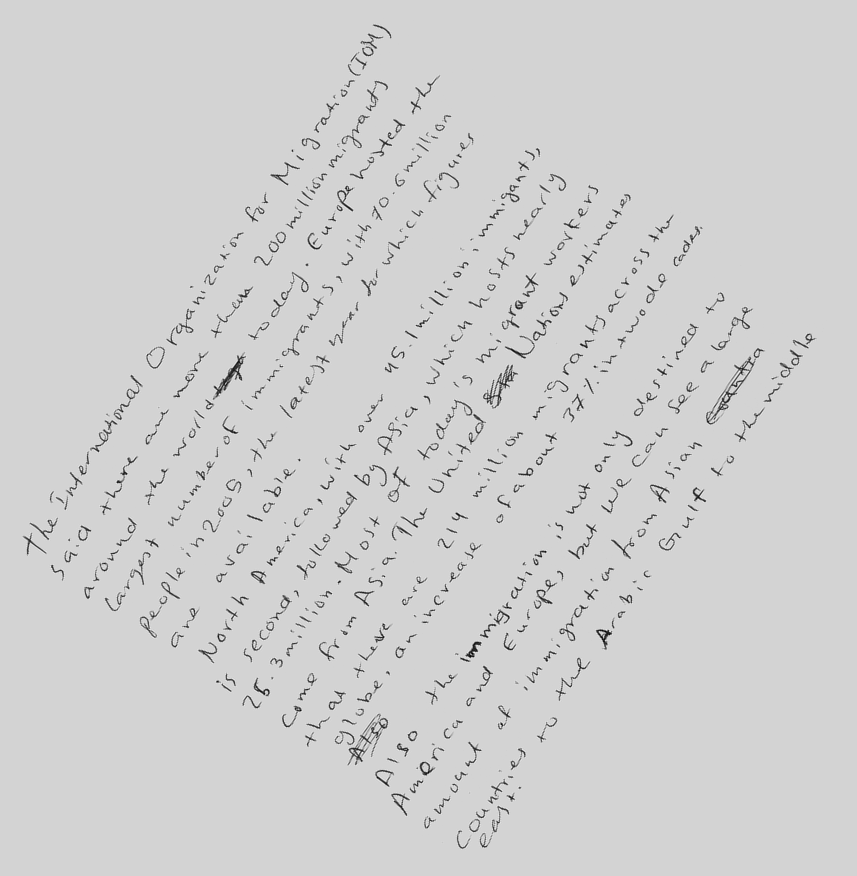 The International Organization for Migration (IOM)
said there are more than 200 million migrants
around the world today. Europe hosted the
largest number of immigrants, with 70.6 million
people in 2005, the latest year for which figures
are available.
North America, with over 45.1 million immigants,
is second, followed by Asia, which hosts nearly
25.3 million. Most of today's migrant workers
come from Asia. The United Nations estimates
that there are 214 million migrants across the
globe, an increase of about 37% in two decades.
Also the immigration is not only destined to
America and Europe, but we can see a large
amount of immigration from Asian
Countries to the Arabic Gulf to the middle
east.